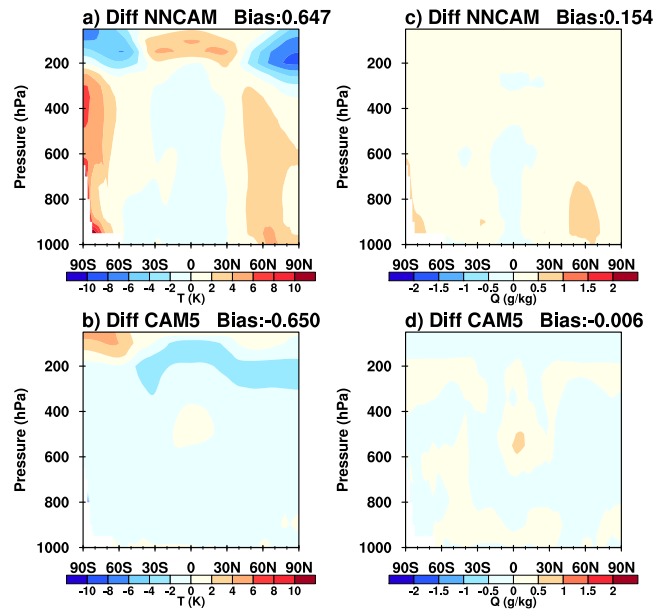 a) Diff NNCAM Bias:0.647
Pressure (hPa)
200
400
600
800
1000
90S 60S 30S 0 30N 60N 90N
-10 -8 -6 -4 -2 0 2 4 6 8 10
T (K)
c) Diff NNCAM Bias:0.154
Pressure (hPa)
200
400
600
800
1000
90S 60S 30S 0 30N 60N 90N
-2 -1.5 -1 -0.5 0 0.5 1 1.5 2
Q (g/kg)
b) Diff CAM5 Bias:-0.650
Pressure (hPa)
200
400
600
800
1000
90S 60S 30S 0 30N 60N 90N
-10 -8 -6 -4 -2 0 2 4 6 8 10
T (K)
d) Diff CAM5 Bias:-0.006
Pressure (hPa)
200
400
600
800
1000
90S 60S 30S 0 30N 60N 90N
-2 -1.5 -1 -0.5 0 0.5 1 1.5 2
Q (g/kg)